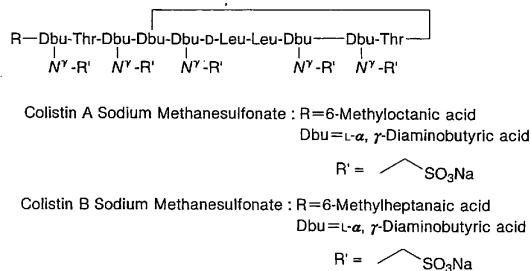 R—Dbu-Thr-Dbu-Dbu-Dbu-D-Leu-Leu-Dbu—Dbu-Thr
Nγ-R' Nγ-R' Nγ-R' Nγ-R' Nγ-R'
Colistin A Sodium Methanesulfonate : R=6-Methyloctanic acid
Dbu=L-α, γ-Diaminobutyric acid
R' = SO3Na
Colistin B Sodium Methanesulfonate : R=6-Methylheptanaic acid
Dbu=L-α, γ-Diaminobutyric acid
R' = SO3Na